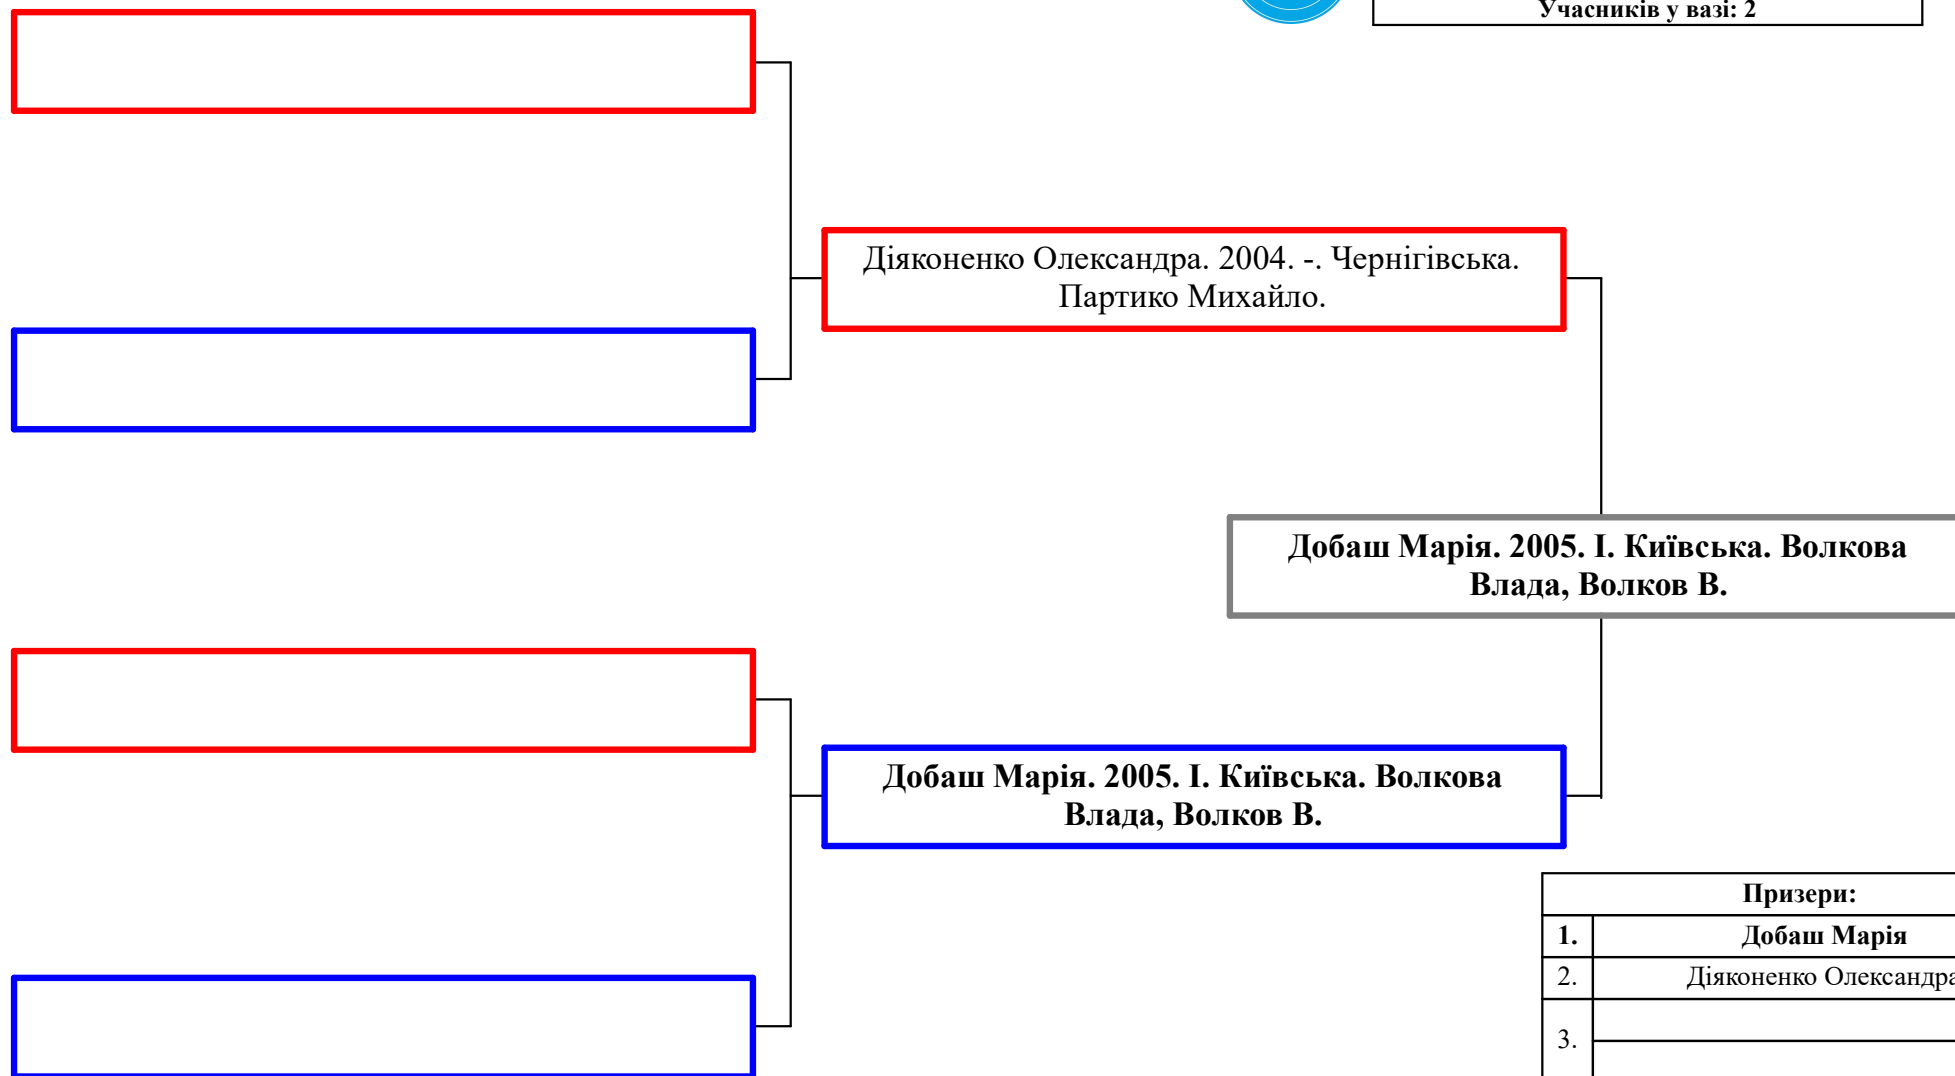 Учасників у вазі: 2
Діяконенко Олександра. 2004. -. Чернігівська.
Партико Михайло.
Добаш Марія. 2005. І. Київська. Волкова
Влада, Волков В.
Добаш Марія. 2005. І. Київська. Волкова
Влада, Волков В.
Призери:
1. Добаш Марія
2. Діяконенко Олександра
3.